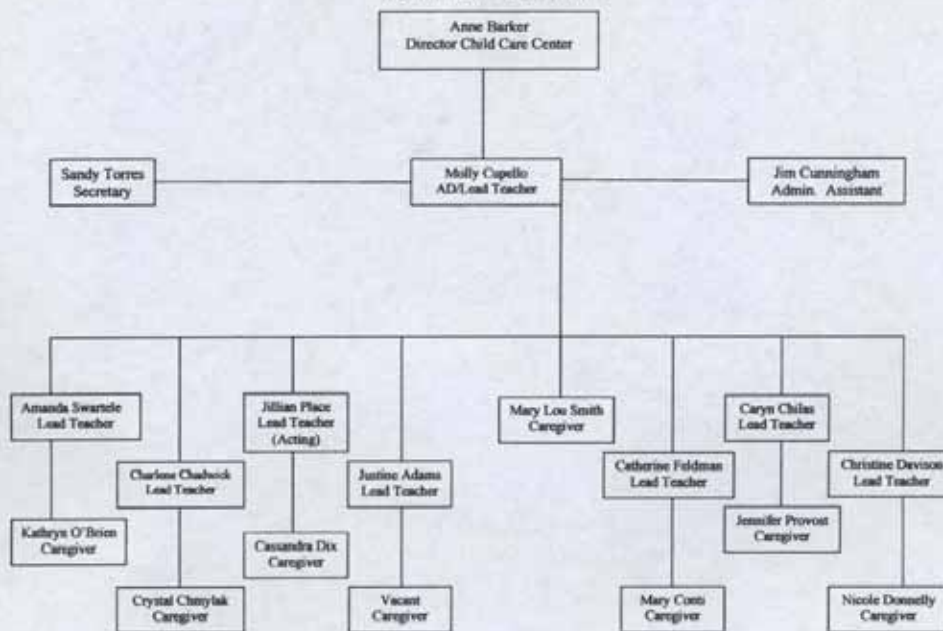 Anne Barker
Director Child Care Center
Sandy Torres
Secretary
Molly Capello
AD/Lead Teacher
Jim Cunningham
Admin. Assistant
Amanda Swartele
Lead Teacher
Charlene Chadwick
Lead Teacher
Jillian Place
Lead Teacher
(Acting)
Justine Adams
Lead Teacher
Mary Lou Smith
Caregiver
Catherine Feldman
Lead Teacher
Caryn Chilas
Lead Teacher
Christine Davison
Lead Teacher
Kathryn O'Brien
Caregiver
Crystal Chmylak
Caregiver
Cassandra Dix
Caregiver
Vacant
Caregiver
Mary Conti
Caregiver
Jennifer Provost
Caregiver
Nicole Donnelly
Caregiver